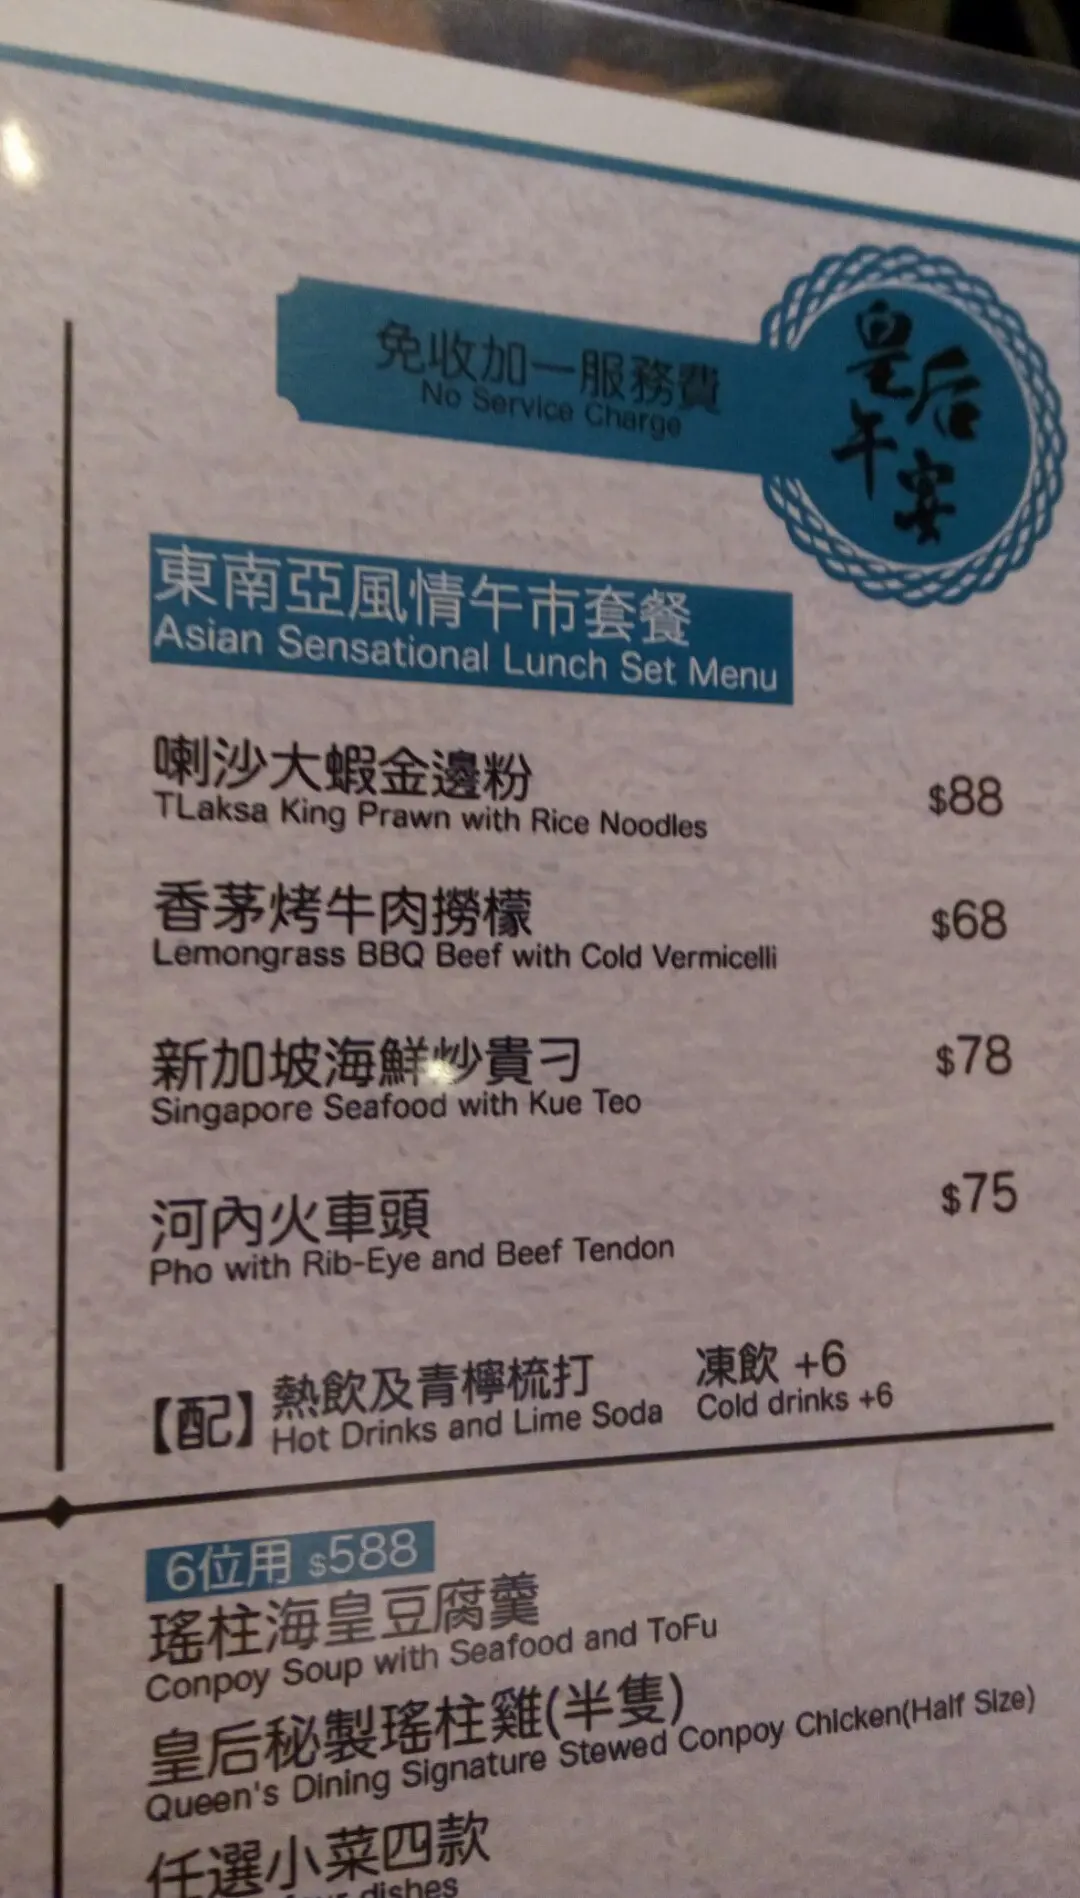 免收加一服務費
No Service Charge
皇后
午宴
東南亞風情午市套餐
Asian Sensational Lunch Set Menu
喇沙大蝦金邊粉
TLaksa King Prawn with Rice Noodles
$88
香茅烤牛肉撈檬
Lemongrass BBQ Beef with Cold Vermicelli
$68
新加坡海鮮炒貴刁
Singapore Seafood with Kue Teo
$78
河內火車頭
Pho with Rib-Eye and Beef Tendon
$75
【配】熱飲及青檸梳打 凍飲 +6
Hot Drinks and Lime Soda Cold drinks +6
6位用 $588
瑤柱海皇豆腐羹
Conpoy Soup with Seafood and ToFu
皇后秘製瑤柱雞(半隻)
Queen's Dining Signature Stewed Conpoy Chicken(Half Size)
任選小菜四款
four dishes